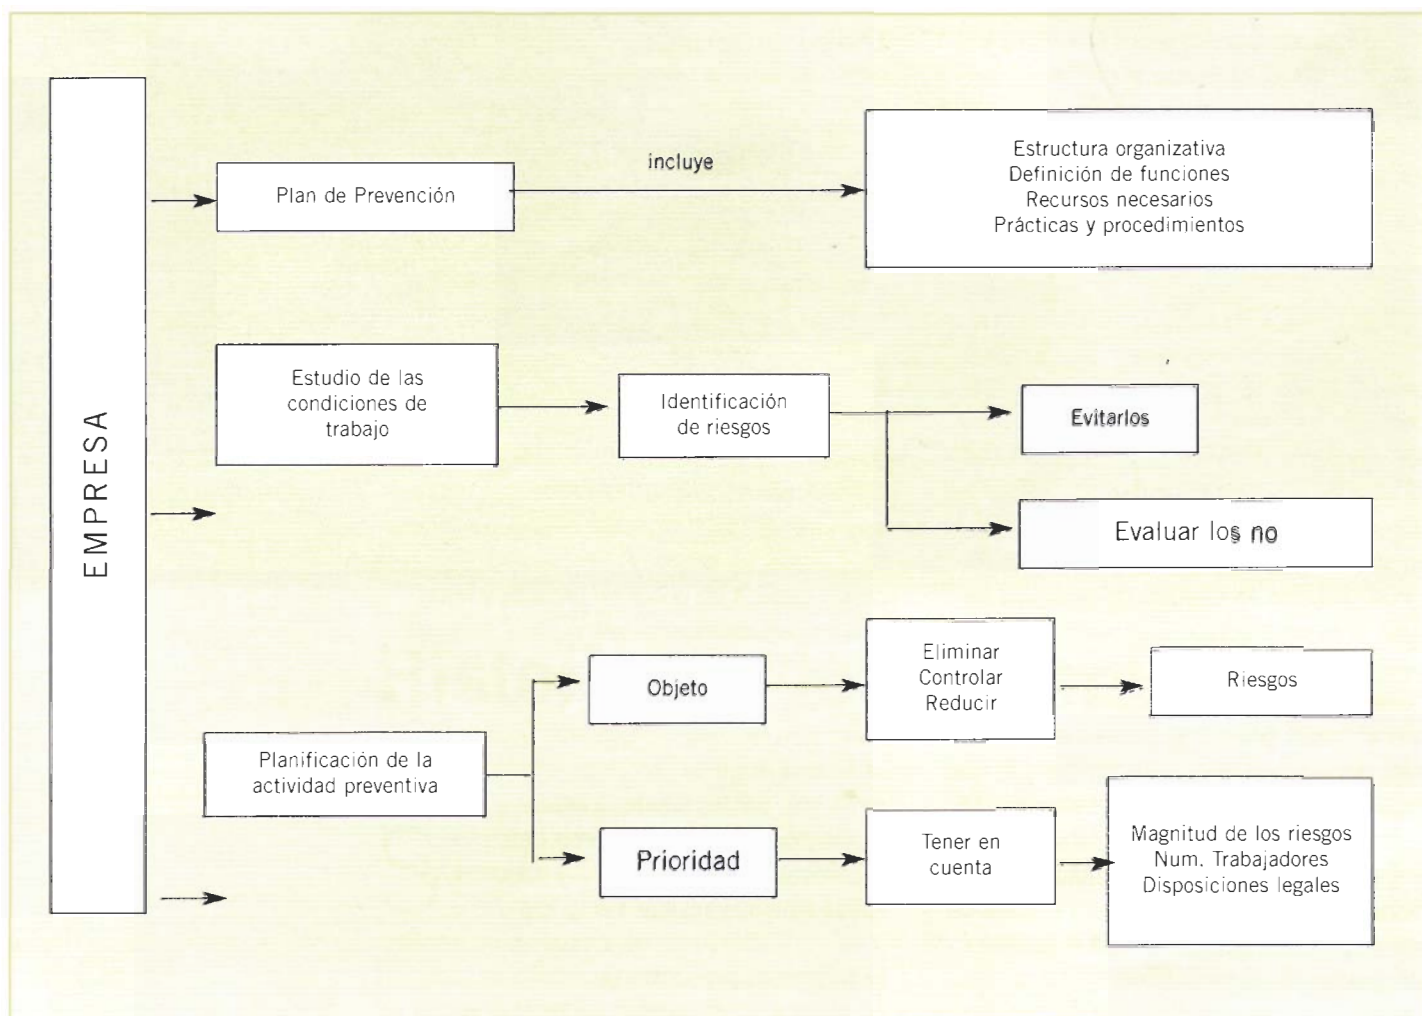 EMPRESA
Plan de Prevención
incluye
Estructura organizativa
Definición de funciones
Recursos necesarios
Prácticas y procedimientos
Estudio de las
condiciones de
trabajo
Identificación
de riesgos
Evitarlos
Evaluar los no
Planificación de la
actividad preventiva
Objeto
Eliminar
Controlar
Reducir
Riesgos
Prioridad
Tener en
cuenta
Magnitud de los riesgos
Num. Trabajadores
Disposiciones legales